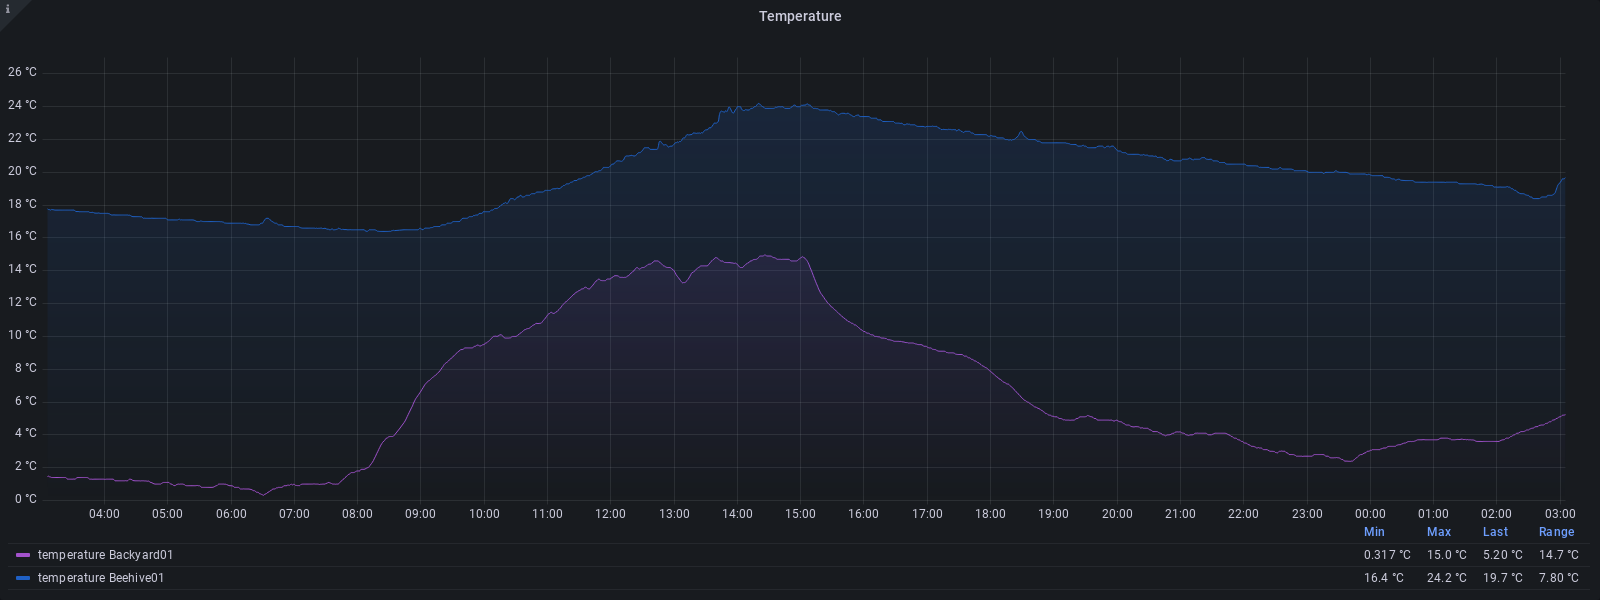 i
Temperature
26 °C
24 °C
22 °C
20 °C
18 °C
16 °C
14 °C
12 °C
10 °C
8 °C
6 °C
4 °C
2 °C
0 °C
04:00 05:00 06:00 07:00 08:00 09:00 10:00 11:00 12:00 13:00 14:00 15:00 16:00 17:00 18:00 19:00 20:00 21:00 22:00 23:00 00:00 01:00 02:00 03:00
Min Max Last Range
temperature Backyard01 0.317 °C 15.0 °C 5.20 °C 14.7 °C
temperature Beehive01 16.4 °C 24.2 °C 19.7 °C 7.80 °C